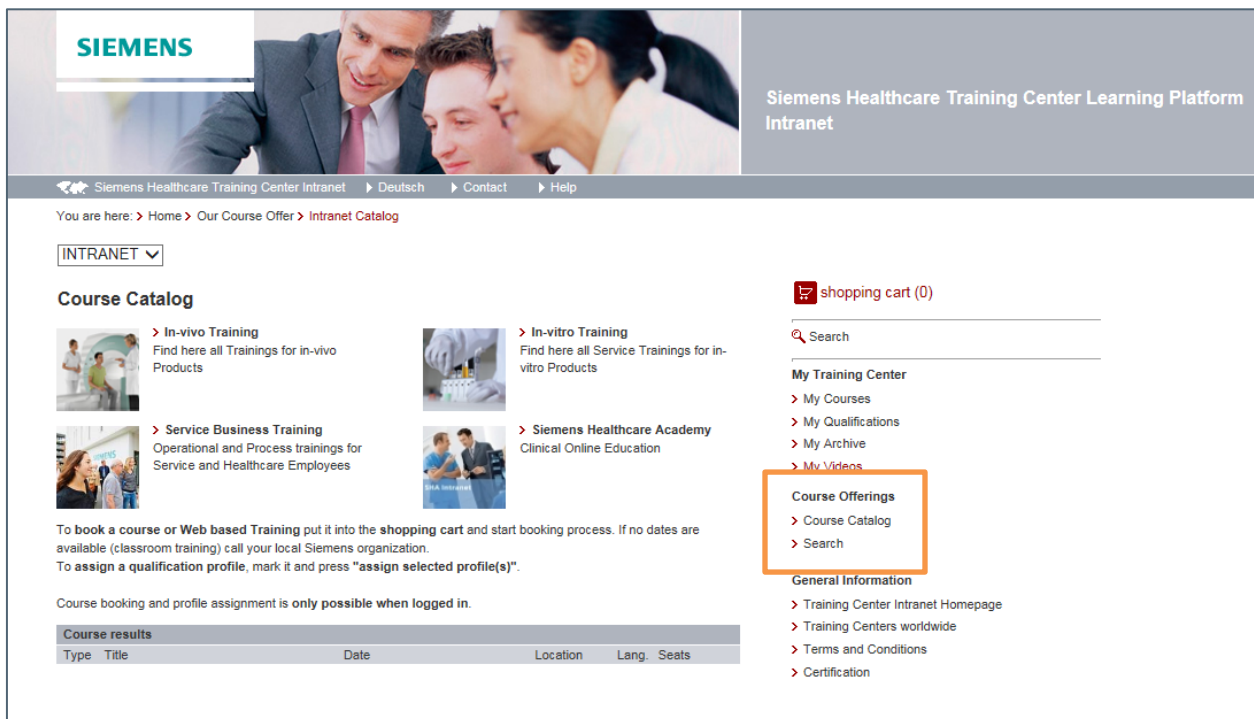 SIEMENS
Siemens Healthcare Training Center Learning Platform
Intranet
Siemens Healthcare Training Center Intranet Deutsch Contact Help
You are here: > Home > Our Course Offer > Intranet Catalog
INTRANET
Course Catalog
> In-vivo Training
Find here all Trainings for in-vivo
Products
> In-vitro Training
Find here all Service Trainings for in-
vitro Products
> Service Business Training
Operational and Process trainings for
Service and Healthcare Employees
SIEMENS
> Siemens Healthcare Academy
Clinical Online Education
SHA Intranet
To book a course or Web based Training put it into the shopping cart and start booking process. If no dates are
available (classroom training) call your local Siemens organization.
To assign a qualification profile, mark it and press "assign selected profile(s)".
Course booking and profile assignment is only possible when logged in.
Course results
Type Title Date Location Lang. Seats
shopping cart (0)
Search
My Training Center
> My Courses
> My Qualifications
> My Archive
> My Videos
Course Offerings
> Course Catalog
> Search
General Information
> Training Center Intranet Homepage
> Training Centers worldwide
> Terms and Conditions
> Certification